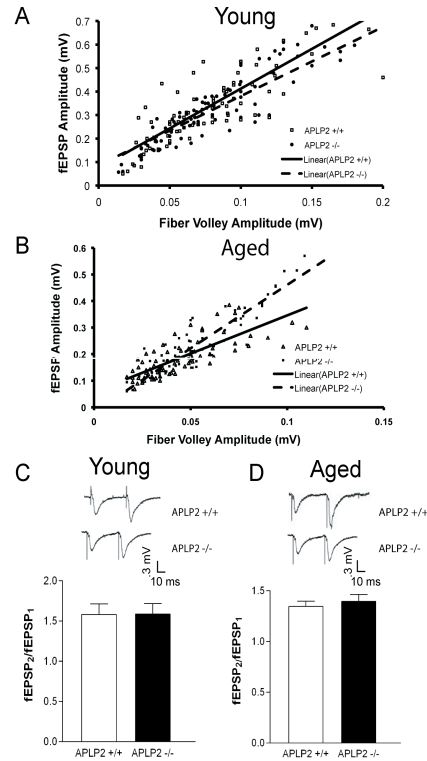 A
Young
0.7
0.6
0.5
0.4
0.3
0.2
0.1
0
fEPSP Amplitude (mV)
APLP2 +/+
APLP2 -/-
Linear(APLP2 +/+)
Linear(APLP2 -/-)
0
0.05
0.1
0.15
0.2
Fiber Volley Amplitude (mV)
B
Aged
0.6
0.5
0.4
0.3
0.2
0.1
0
fEPSP Amplitude (mV)
APLP2 +/+
APLP2 -/-
Linear(APLP2 +/+)
Linear(APLP2 -/-)
0
0.05
0.1
0.15
Fiber Volley Amplitude (mV)
C
Young
APLP2 +/+
APLP2 -/-
.3 mV
10 ms
2.0
1.5
1.0
0.5
0.0
fEPSP2/fEPSP1
APLP2 +/+
APLP2 -/-
D
Aged
APLP2 +/+
APLP2 -/-
.3 mV
10 ms
1.5
1.0
0.5
0.0
fEPSP2/fEPSP1
APLP2 +/+
APLP2 -/-